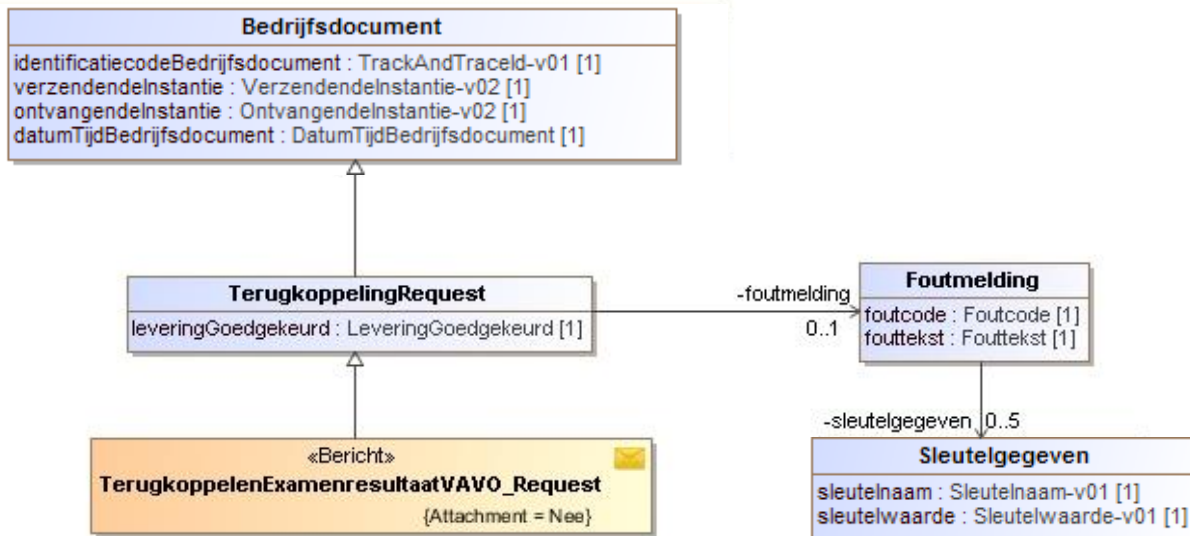 Bedrijfsdocument
identificatiecodeBedrijfsdocument : TrackAndTraceId-v01 [1]
verzendendeInstantie : VerzendendeInstantie-v02 [1]
ontvangendeInstantie : OntvangendeInstantie-v02 [1]
datumTijdBedrijfsdocument : DatumTijdBedrijfsdocument [1]
TerugkoppelingRequest
leveringGoedgekeurd : LeveringGoedgekeurd [1]
-foutmelding
0..1
Foutmelding
foutcode : Foutcode [1]
fouttekst : Fouttekst [1]
-sleutelgegeven 0..5
«Bericht»
TerugkoppelenExamenresultaatVAVO_Request
{Attachment = Nee}
Sleutelgegeven
sleutelnaam : Sleutelnaam-v01 [1]
sleutelwaarde : Sleutelwaarde-v01 [1]